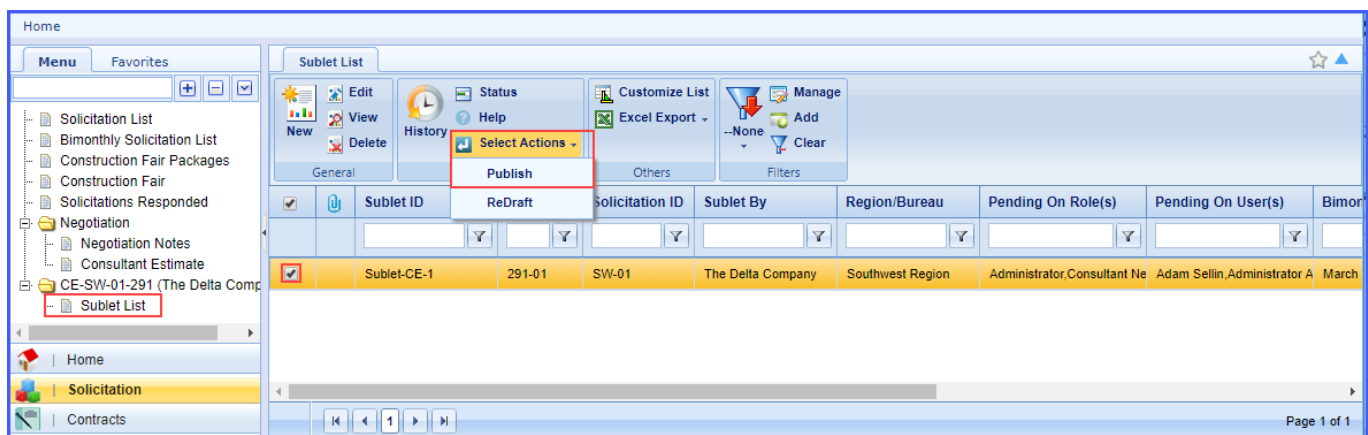 Home
Menu
Favorites
Solicitation List
Bimonthly Solicitation List
Construction Fair Packages
Construction Fair
Solicitations Responded
Negotiation
Negotiation Notes
Consultant Estimate
CE-SW-01-291 (The Delta Comp
Sublet List
Home
Solicitation
Contracts
Sublet List
New
Edit
View
Delete
General
History
Status
Help
Select Actions
Publish
ReDraft
Customize List
Excel Export
Others
--None
Manage
Add
Clear
Filters
Sublet ID
Solicitation ID
Sublet By
Region/Bureau
Pending On Role(s)
Pending On User(s)
Bimor
Sublet-CE-1
291-01
SW-01
The Delta Company
Southwest Region
Administrator,Consultant Ne
Adam Sellin,Administrator A
March
1
Page 1 of 1